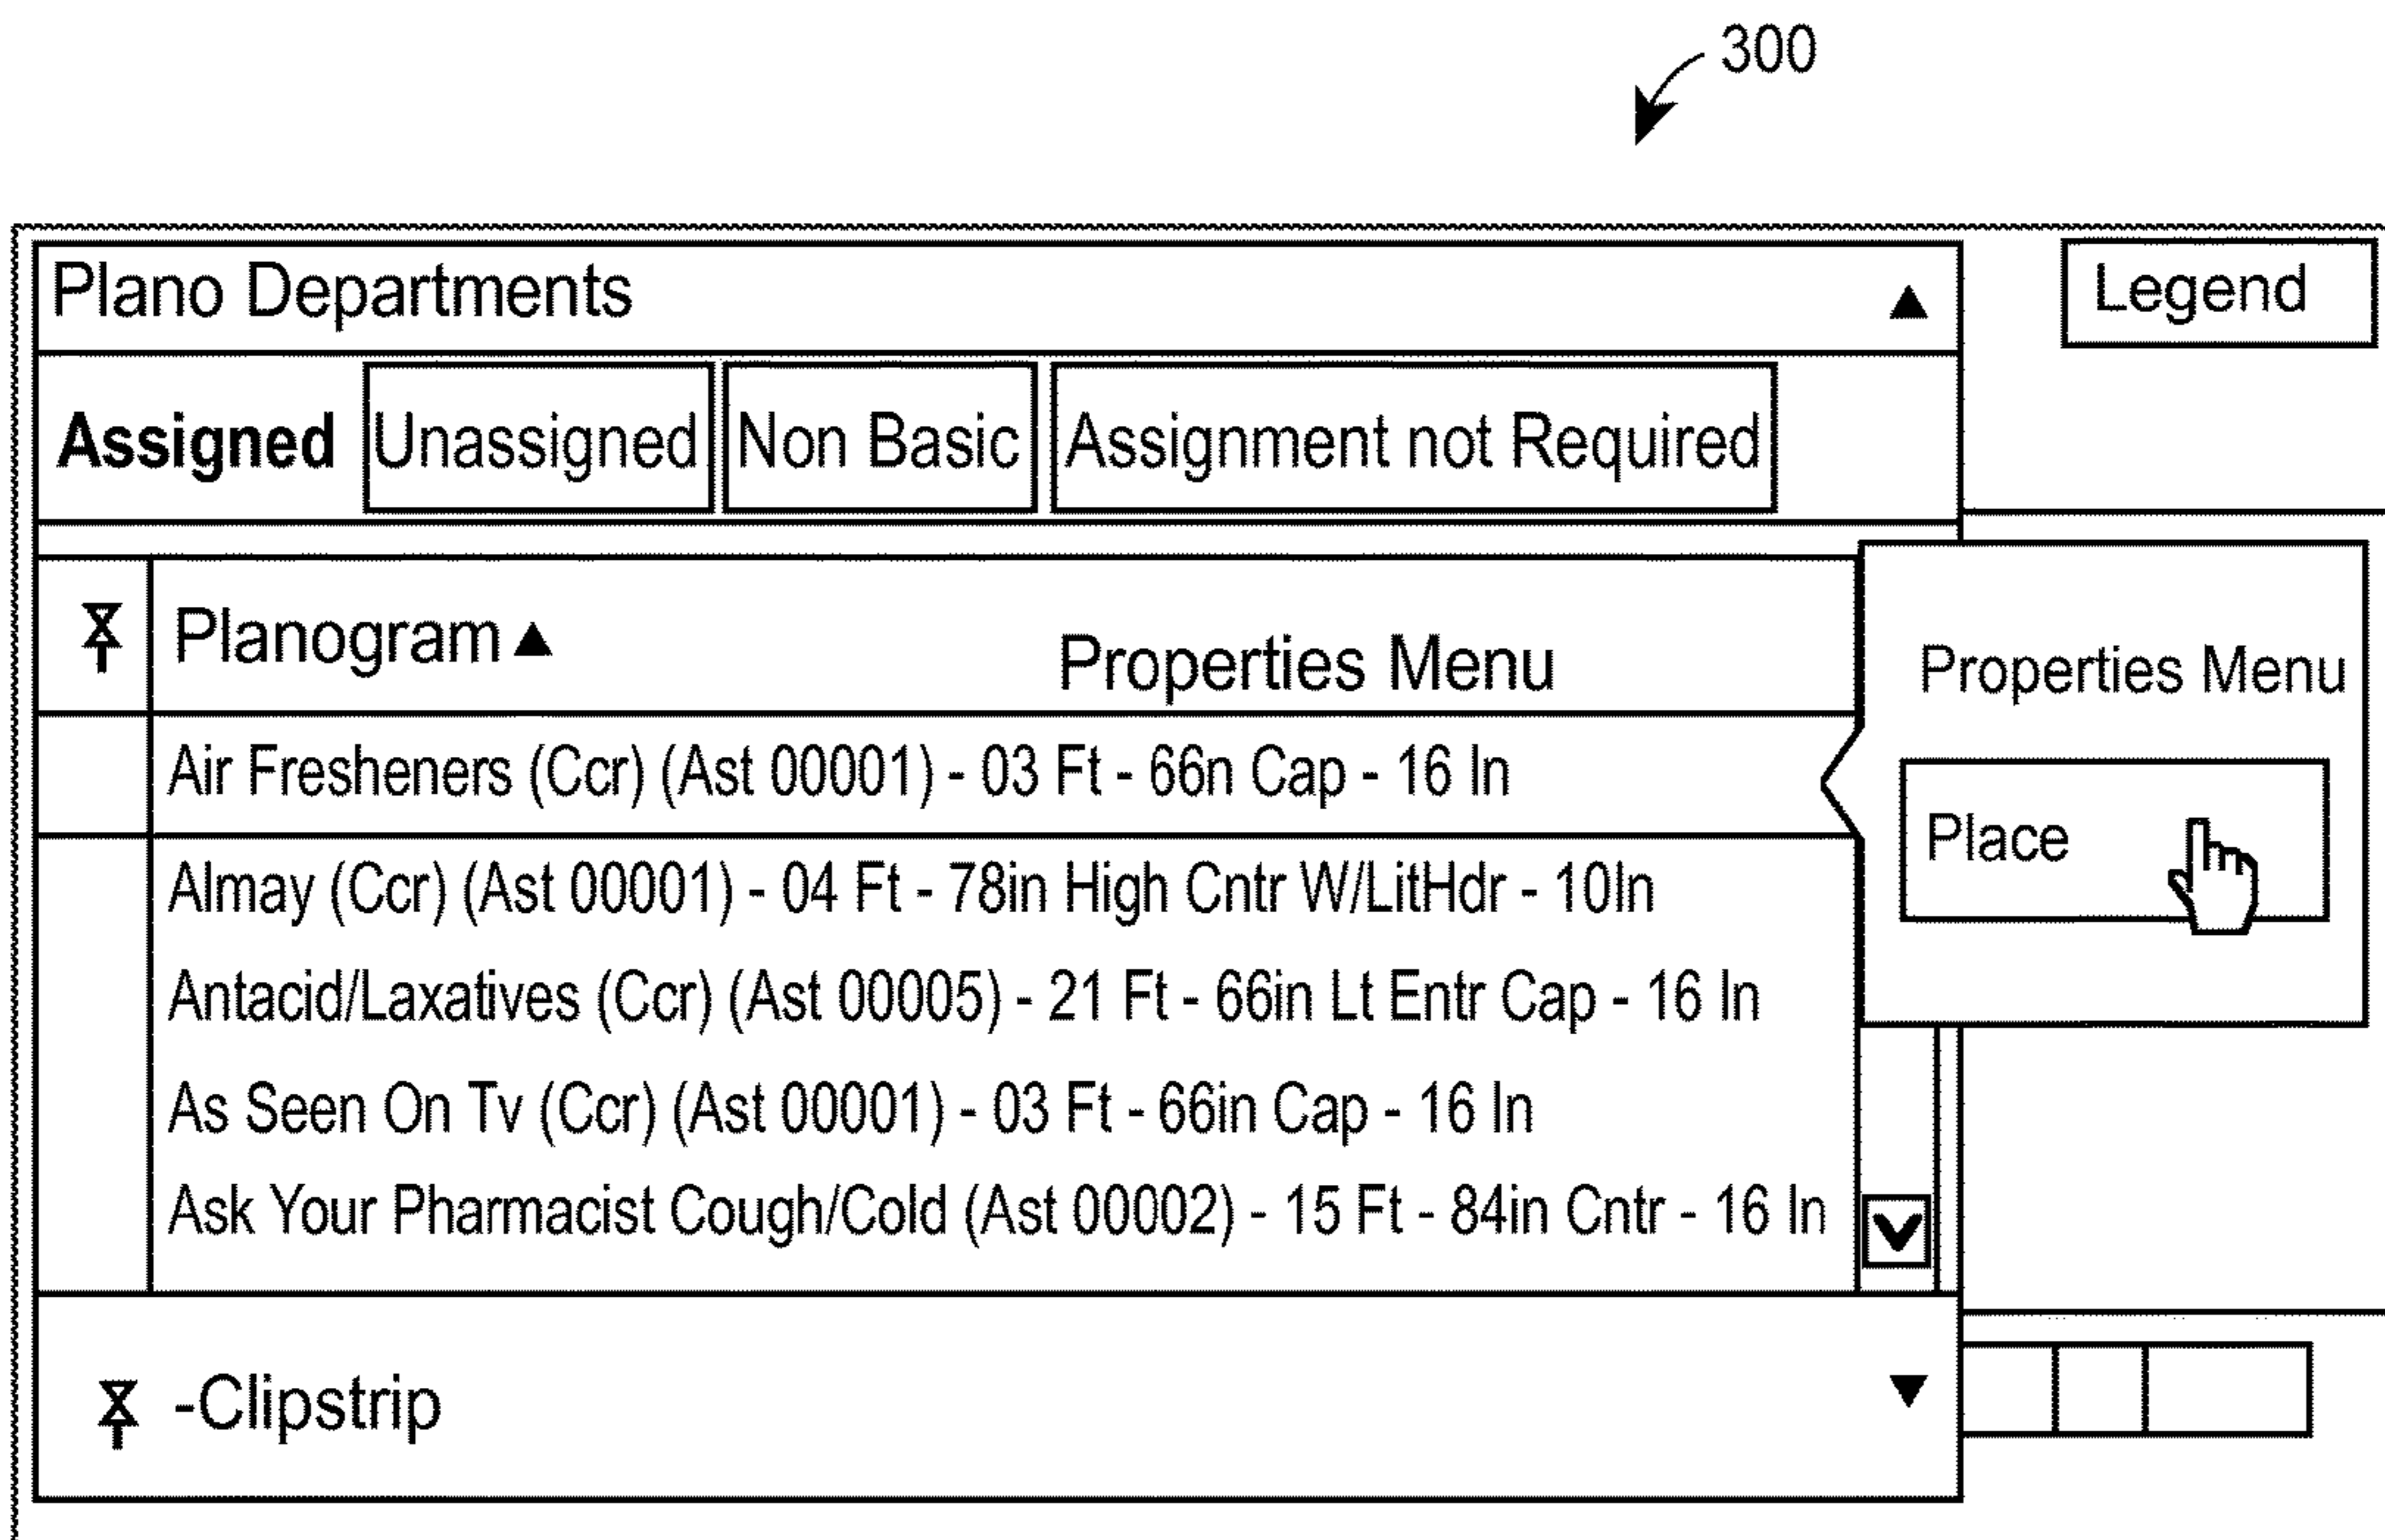 300
Plano Departments
Legend
Assigned Unassigned Non Basic Assignment not Required
Planogram
Properties Menu
Properties Menu
Air Fresheners (Ccr) (Ast 00001) - 03 Ft - 66n Cap - 16 In
Place
Almay (Ccr) (Ast 00001) - 04 Ft - 78in High Cntr W/LitHdr - 10In
Antacid/Laxatives (Ccr) (Ast 00005) - 21 Ft - 66in Lt Entr Cap - 16 In
As Seen On Tv (Ccr) (Ast 00001) - 03 Ft - 66in Cap - 16 In
Ask Your Pharmacist Cough/Cold (Ast 00002) - 15 Ft - 84in Cntr - 16 In
-Clipstrip